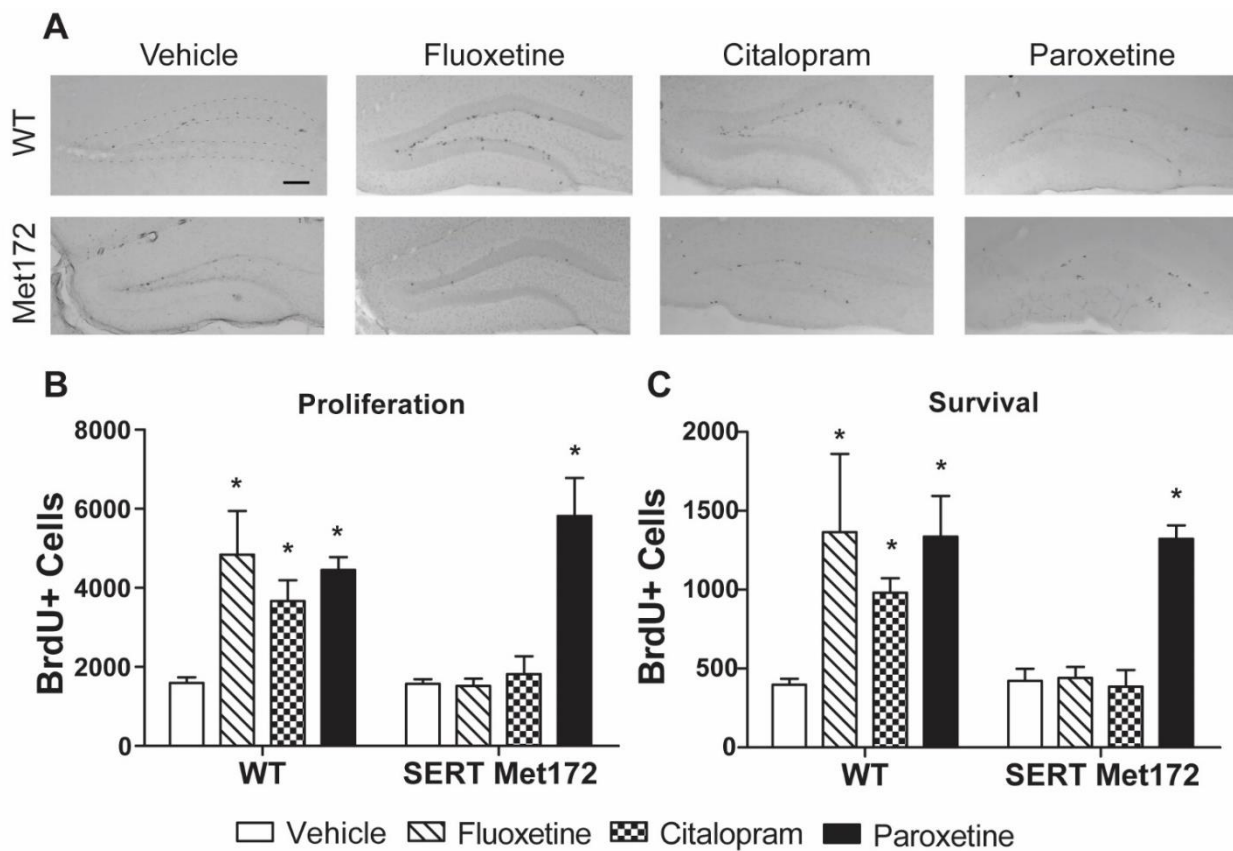 A
Vehicle Fluoxetine Citalopram Paroxetine
WT
Met172
B
Proliferation
BrdU+ Cells
8000
6000
4000
2000
0
* * * *
WT SERT Met172
C
Survival
BrdU+ Cells
2000
1500
1000
500
0
* * * *
WT SERT Met172
Vehicle Fluoxetine Citalopram Paroxetine